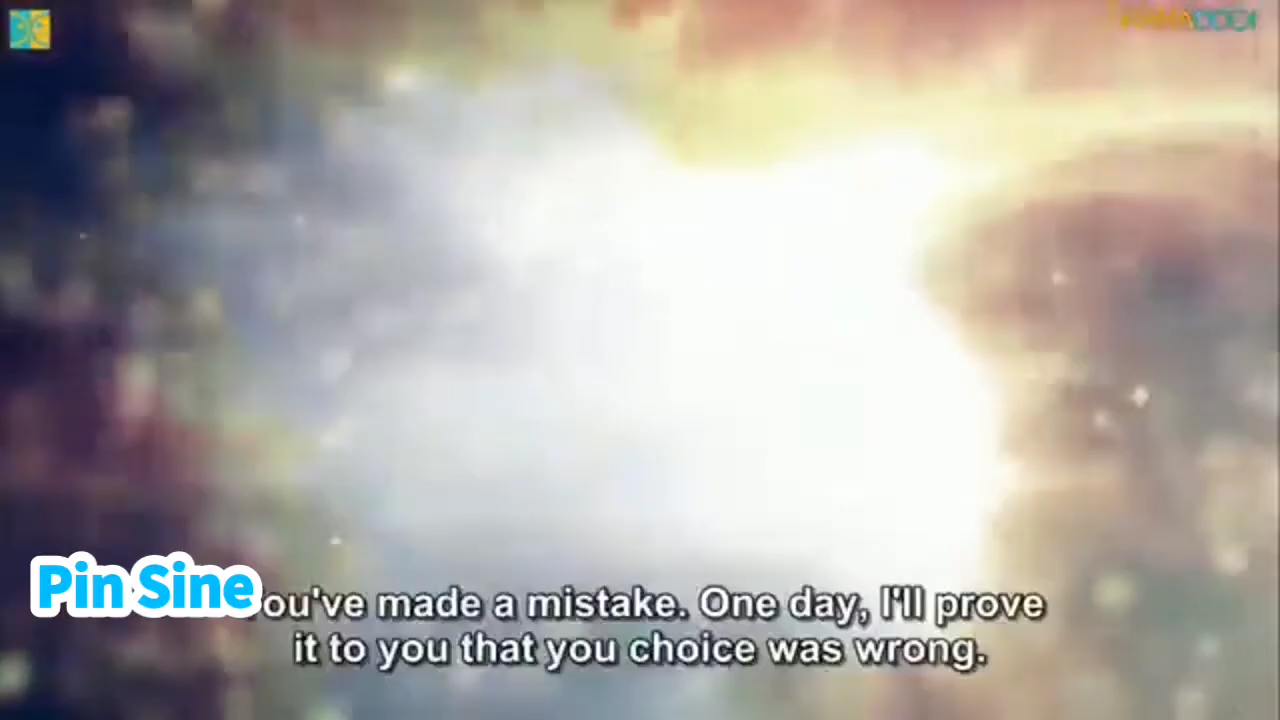 Pin Sine
ou've made a mistake. One day, I'll prove
it to you that you choice was wrong.